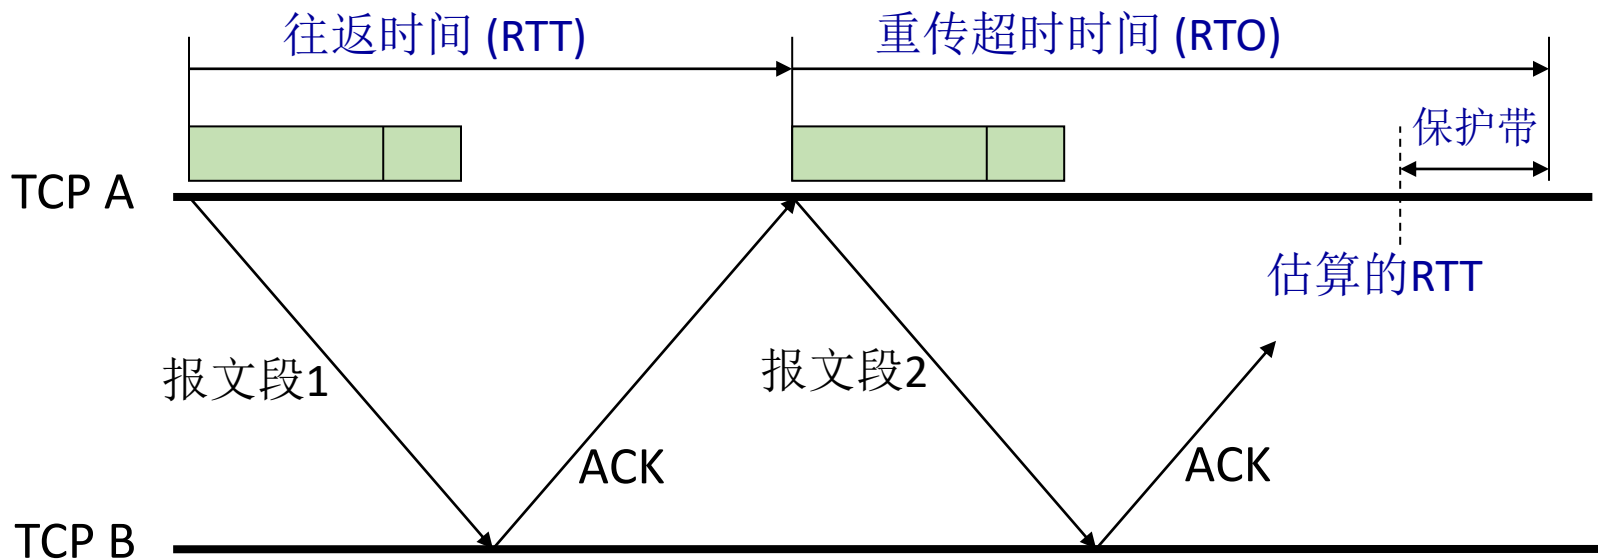 往返时间 (RTT)
重传超时时间 (RTO)
保护带
TCP A
估算的RTT
报文段1
报文段2
ACK
ACK
TCP B